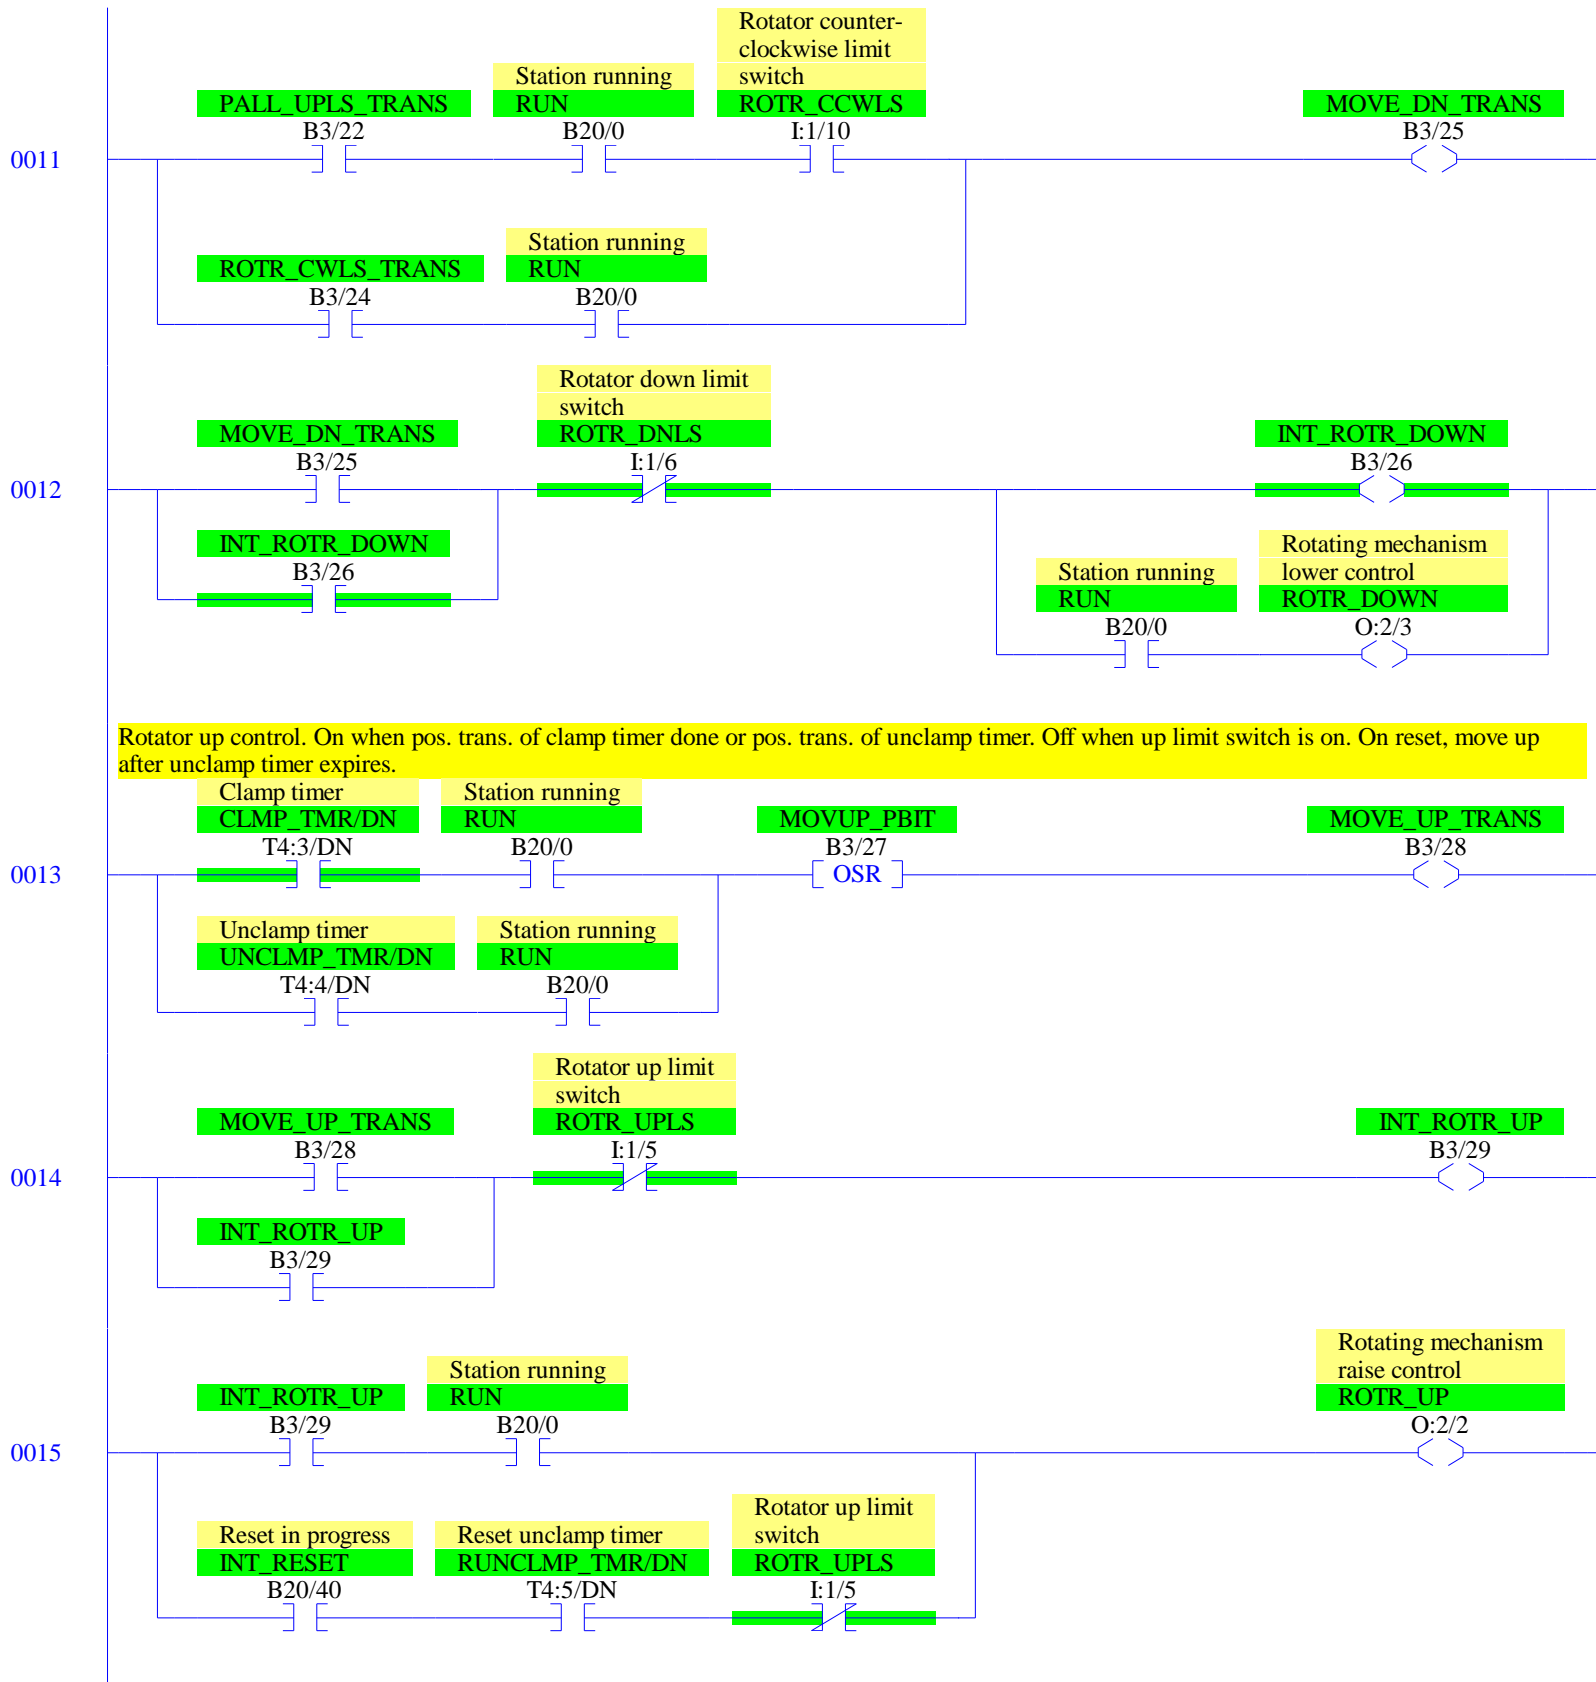 Rotator counter-
clockwise limit
switch
Station running
PALL_UPLS_TRANS
RUN
ROTR_CCWLS
MOVE_DN_TRANS
B3/22
B20/0
I:1/10
B3/25
0011
Station running
ROTR_CWLS_TRANS
RUN
B3/24
B20/0
Rotator down limit
switch
MOVE_DN_TRANS
ROTR_DNLS
INT_ROTR_DOWN
B3/25
I:1/6
B3/26
0012
INT_ROTR_DOWN
B3/26
Rotating mechanism
Station running
lower control
RUN
ROTR_DOWN
B20/0
O:2/3
Rotator up control. On when pos. trans. of clamp timer done or pos. trans. of unclamp timer. Off when up limit switch is on. On reset, move up
after unclamp timer expires.
Clamp timer
Station running
CLMP_TMR/DN
RUN
MOVUP_PBIT
MOVE_UP_TRANS
T4:3/DN
B20/0
B3/27
B3/28
0013
OSR
Unclamp timer
Station running
UNCLMP_TMR/DN
RUN
T4:4/DN
B20/0
Rotator up limit
switch
MOVE_UP_TRANS
ROTR_UPLS
INT_ROTR_UP
B3/28
I:1/5
B3/29
0014
INT_ROTR_UP
B3/29
Rotating mechanism
Station running
raise control
INT_ROTR_UP
RUN
ROTR_UP
B3/29
B20/0
O:2/2
0015
Rotator up limit
Reset in progress
Reset unclamp timer
switch
INT_RESET
RUNCLMP_TMR/DN
ROTR_UPLS
B20/40
T4:5/DN
I:1/5